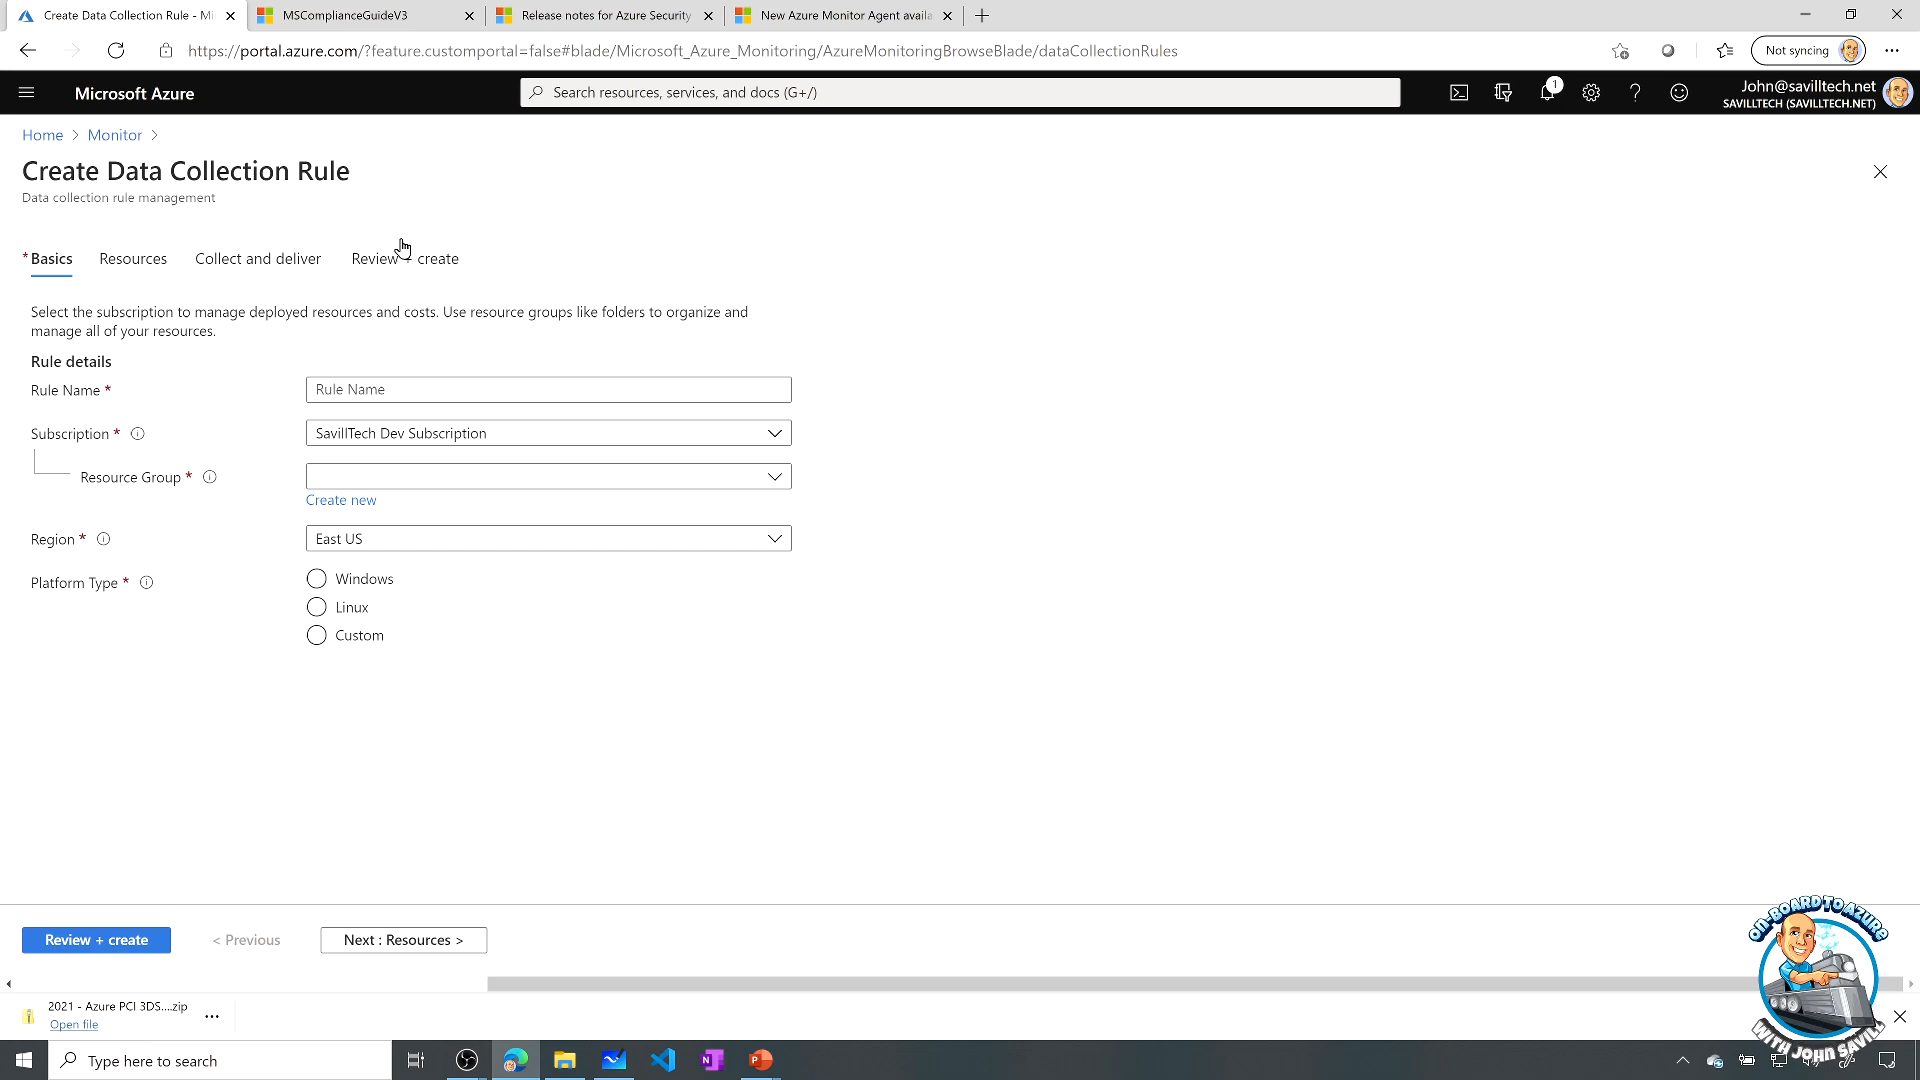 Create Data Collection Rule - Mi
MSComplianceGuideV3
Release notes for Azure Security
New Azure Monitor Agent availa
https://portal.azure.com/?feature.customportal=false#blade/Microsoft_Azure_Monitoring/AzureMonitoringBrowseBlade/dataCollectionRules
Not syncing
Microsoft Azure
Search resources, services, and docs (G+/)
1
John@savilltech.net
SAVILLTECH (SAVILLTECH.NET)
Home > Monitor >
Create Data Collection Rule
Data collection rule management
* Basics
Resources
Collect and deliver
Review + create
Select the subscription to manage deployed resources and costs. Use resource groups like folders to organize and
manage all of your resources.
Rule details
Rule Name *
Rule Name
Subscription *
SavillTech Dev Subscription
Resource Group *
Create new
Region *
East US
Platform Type *
Windows
Linux
Custom
Review + create
< Previous
Next : Resources >
ON-BOARD TO AZURE
WITH JOHN SAVILL
2021 - Azure PCI 3DS....zip
Open file
Type here to search